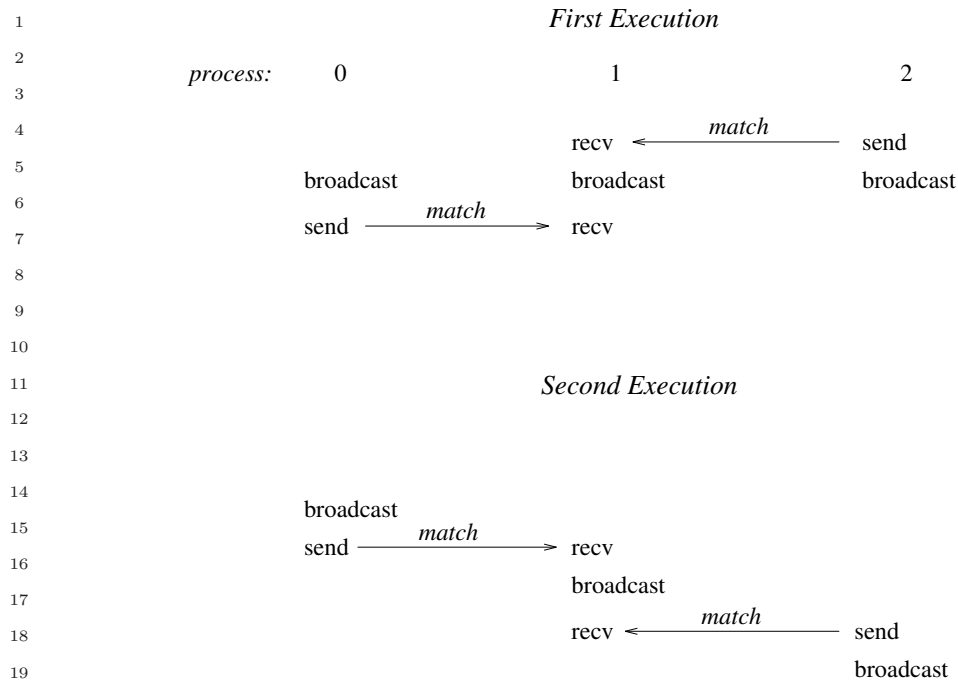 1
First Execution
2
process: 0 1 2
3
4
match
recv send
5
broadcast broadcast broadcast
6
match
send recv
7
8
9
10
11
Second Execution
12
13
14
broadcast
15
match
send recv
16
broadcast
17
match
18
recv send
19
broadcast